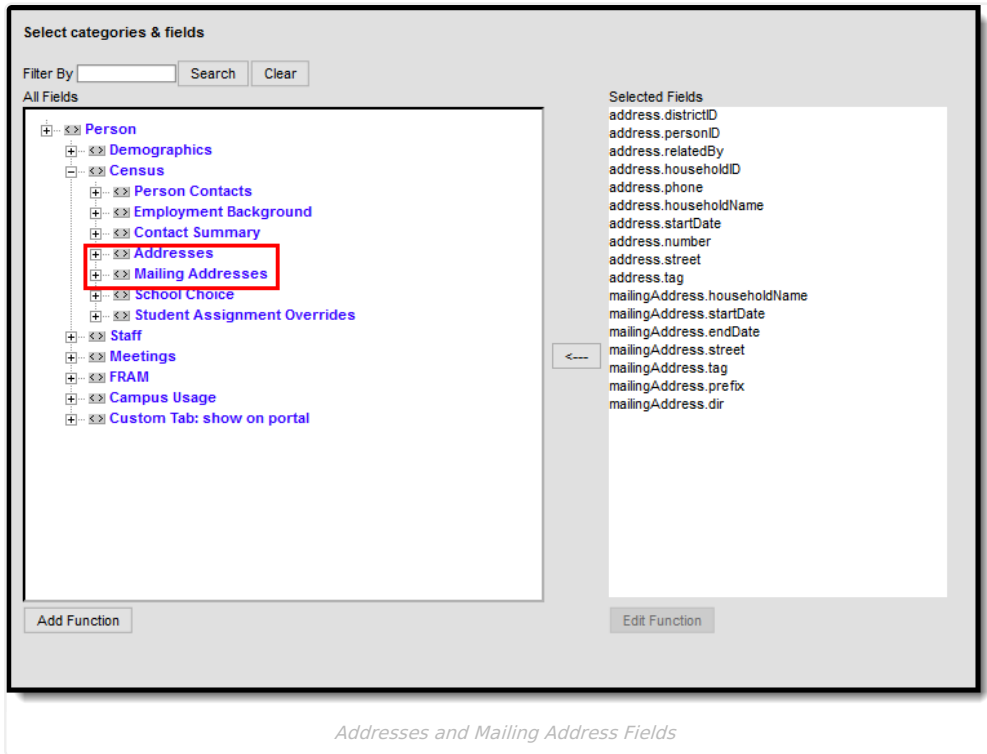 Select categories & fields
Filter By Search Clear
All Fields
Person
Demographics
Census
Person Contacts
Employment Background
Contact Summary
Addresses
Mailing Addresses
School Choice
Student Assignment Overrides
Staff
Meetings
FRAM
Campus Usage
Custom Tab: show on portal
Add Function
<---
Selected Fields
address.districtID
address.personID
address.relatedBy
address.householdID
address.phone
address.householdName
address.startDate
address.number
address.street
address.tag
mailingAddress.householdName
mailingAddress.startDate
mailingAddress.endDate
mailingAddress.street
mailingAddress.tag
mailingAddress.prefix
mailingAddress.dir
Edit Function
Addresses and Mailing Address Fields